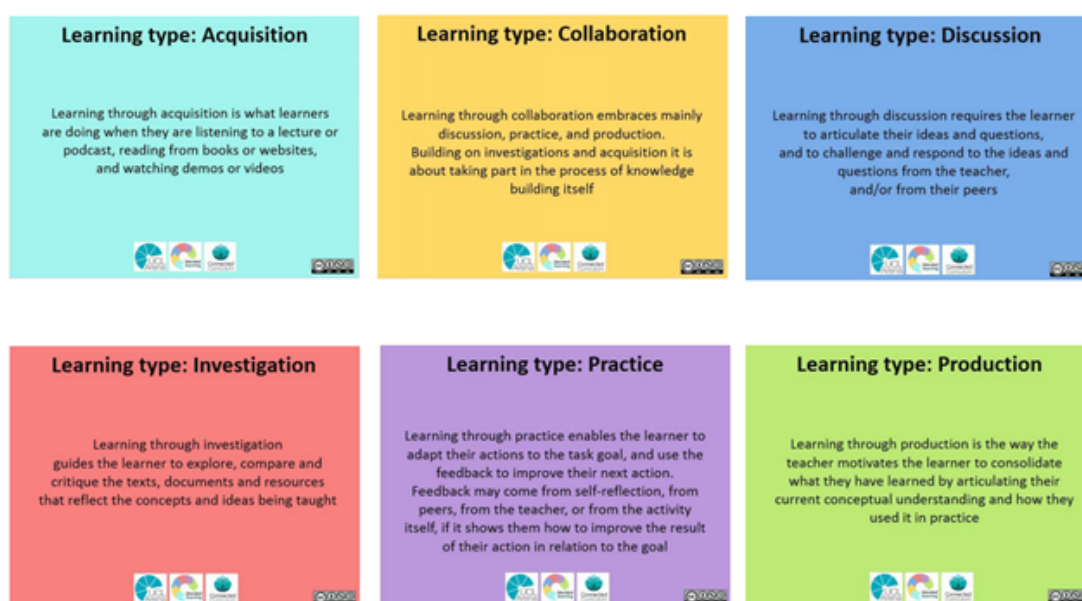 Learning type: Acquisition
Learning through acquisition is what learners
are doing when they are listening to a lecture or
podcast, reading from books or websites,
and watching demos or videos
Learning type: Collaboration
Learning through collaboration embraces mainly
discussion, practice, and production.
Building on investigations and acquisition it is
about taking part in the process of knowledge
building itself
Learning type: Discussion
Learning through discussion requires the learner
to articulate their ideas and questions,
and to challenge and respond to the ideas and
questions from the teacher,
and/or from their peers
Learning type: Investigation
Learning through investigation
guides the learner to explore, compare and
critique the texts, documents and resources
that reflect the concepts and ideas being taught
Learning type: Practice
Learning through practice enables the learner to
adapt their actions to the task goal, and use the
feedback to improve their next action.
Feedback may come from self-reflection, from
peers, from the teacher, or from the activity
itself, if it shows them how to improve the result
of their action in relation to the goal
Learning type: Production
Learning through production is the way the
teacher motivates the learner to consolidate
what they have learned by articulating their
current conceptual understanding and how they
used it in practice